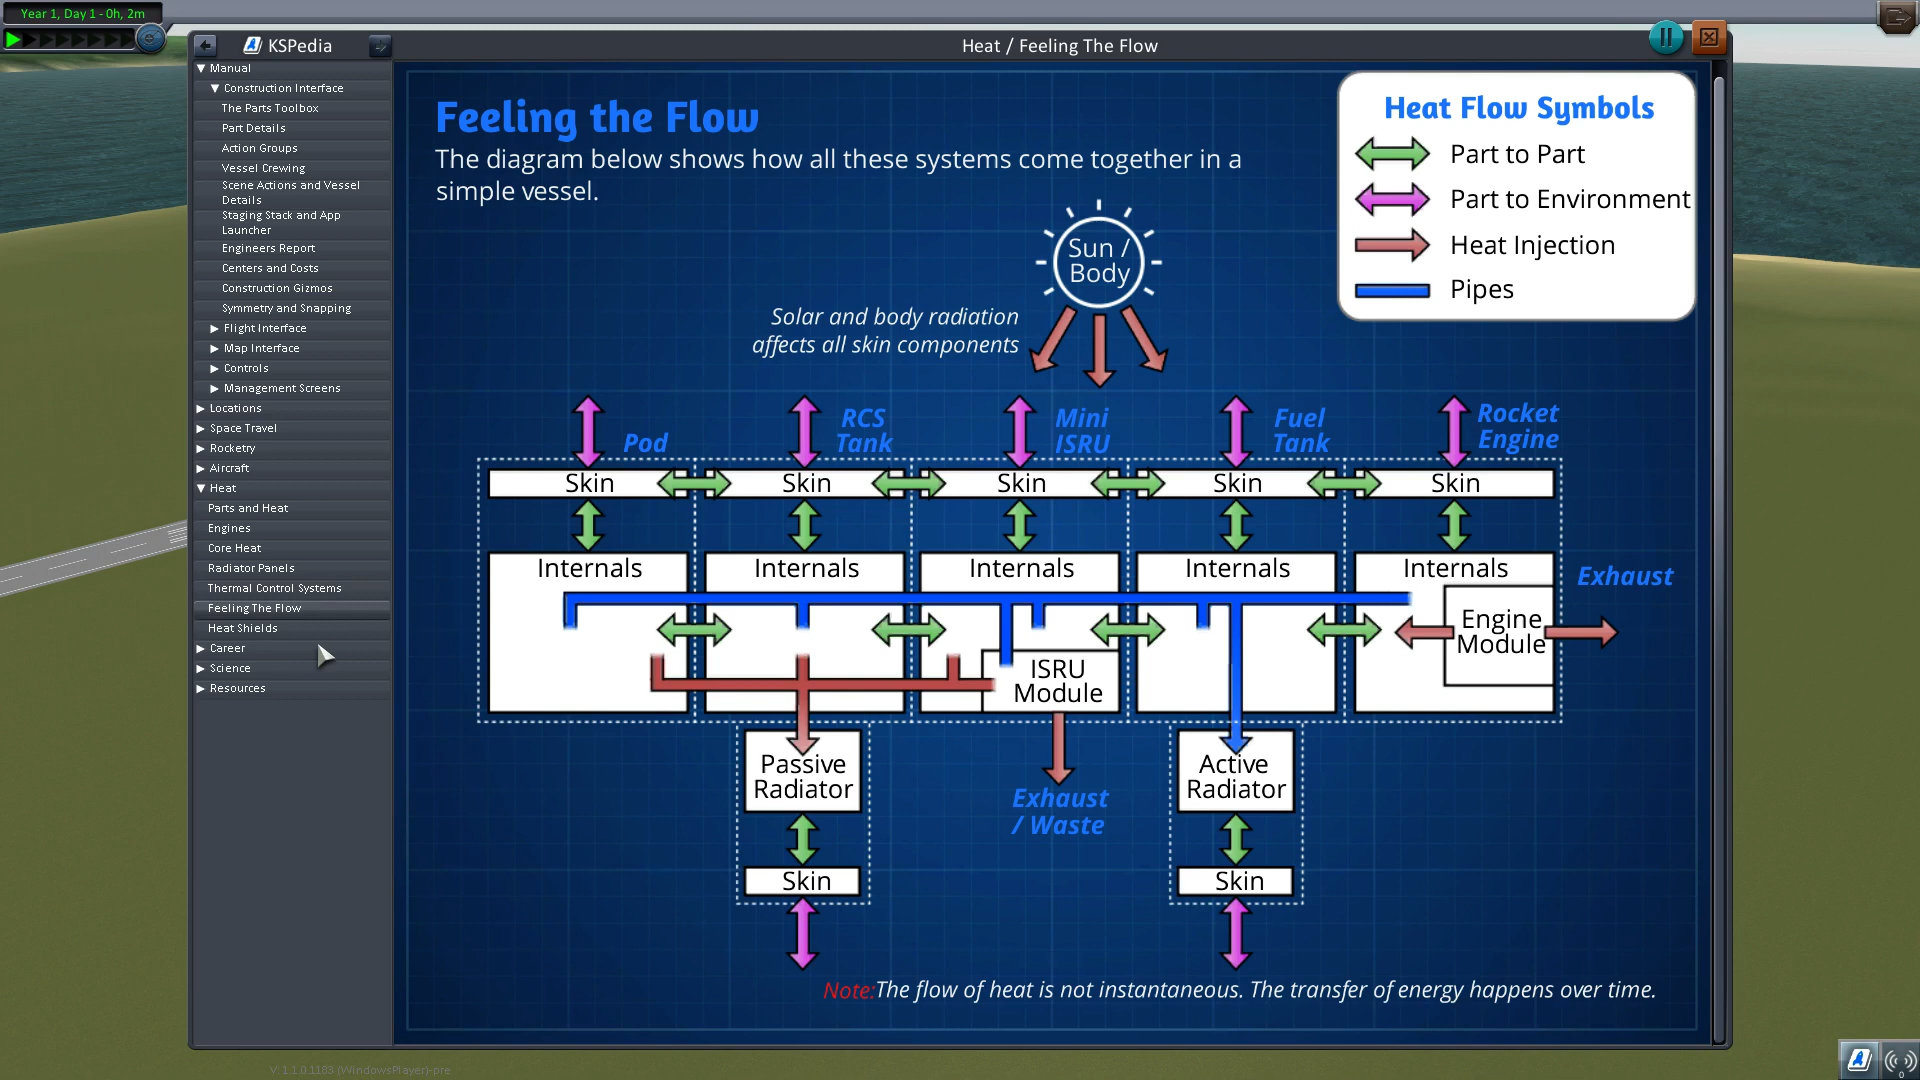 Year 1, Day 1 - 0h, 2m
KSPedia
Heat / Feeling The Flow
Manual
Construction Interface
The Parts Toolbox
Part Details
Action Groups
Vessel Crewing
Scene Actions and Vessel
Details
Staging Stack and App
Launcher
Engineers Report
Centers and Costs
Construction Gizmos
Symmetry and Snapping
Flight Interface
Map Interface
Controls
Management Screens
Locations
Space Travel
Rocketry
Aircraft
Heat
Parts and Heat
Engines
Core Heat
Radiator Panels
Thermal Control Systems
Feeling The Flow
Heat Shields
Career
Science
Resources
Feeling the Flow
The diagram below shows how all these systems come together in a
simple vessel.
Heat Flow Symbols
Part to Part
Part to Environment
Heat Injection
Pipes
Sun /
Body
Solar and body radiation
affects all skin components
Pod
RCS
Tank
Mini
ISRU
Fuel
Tank
Rocket
Engine
Skin
Skin
Skin
Skin
Skin
Internals
Internals
Internals
Internals
Internals
Exhaust
Engine
Module
ISRU
Module
Passive
Radiator
Exhaust
/ Waste
Active
Radiator
Skin
Skin
Note:The flow of heat is not instantaneous. The transfer of energy happens over time.
V: 1.1.0.1183 (WindowsPlayer)-pre
0